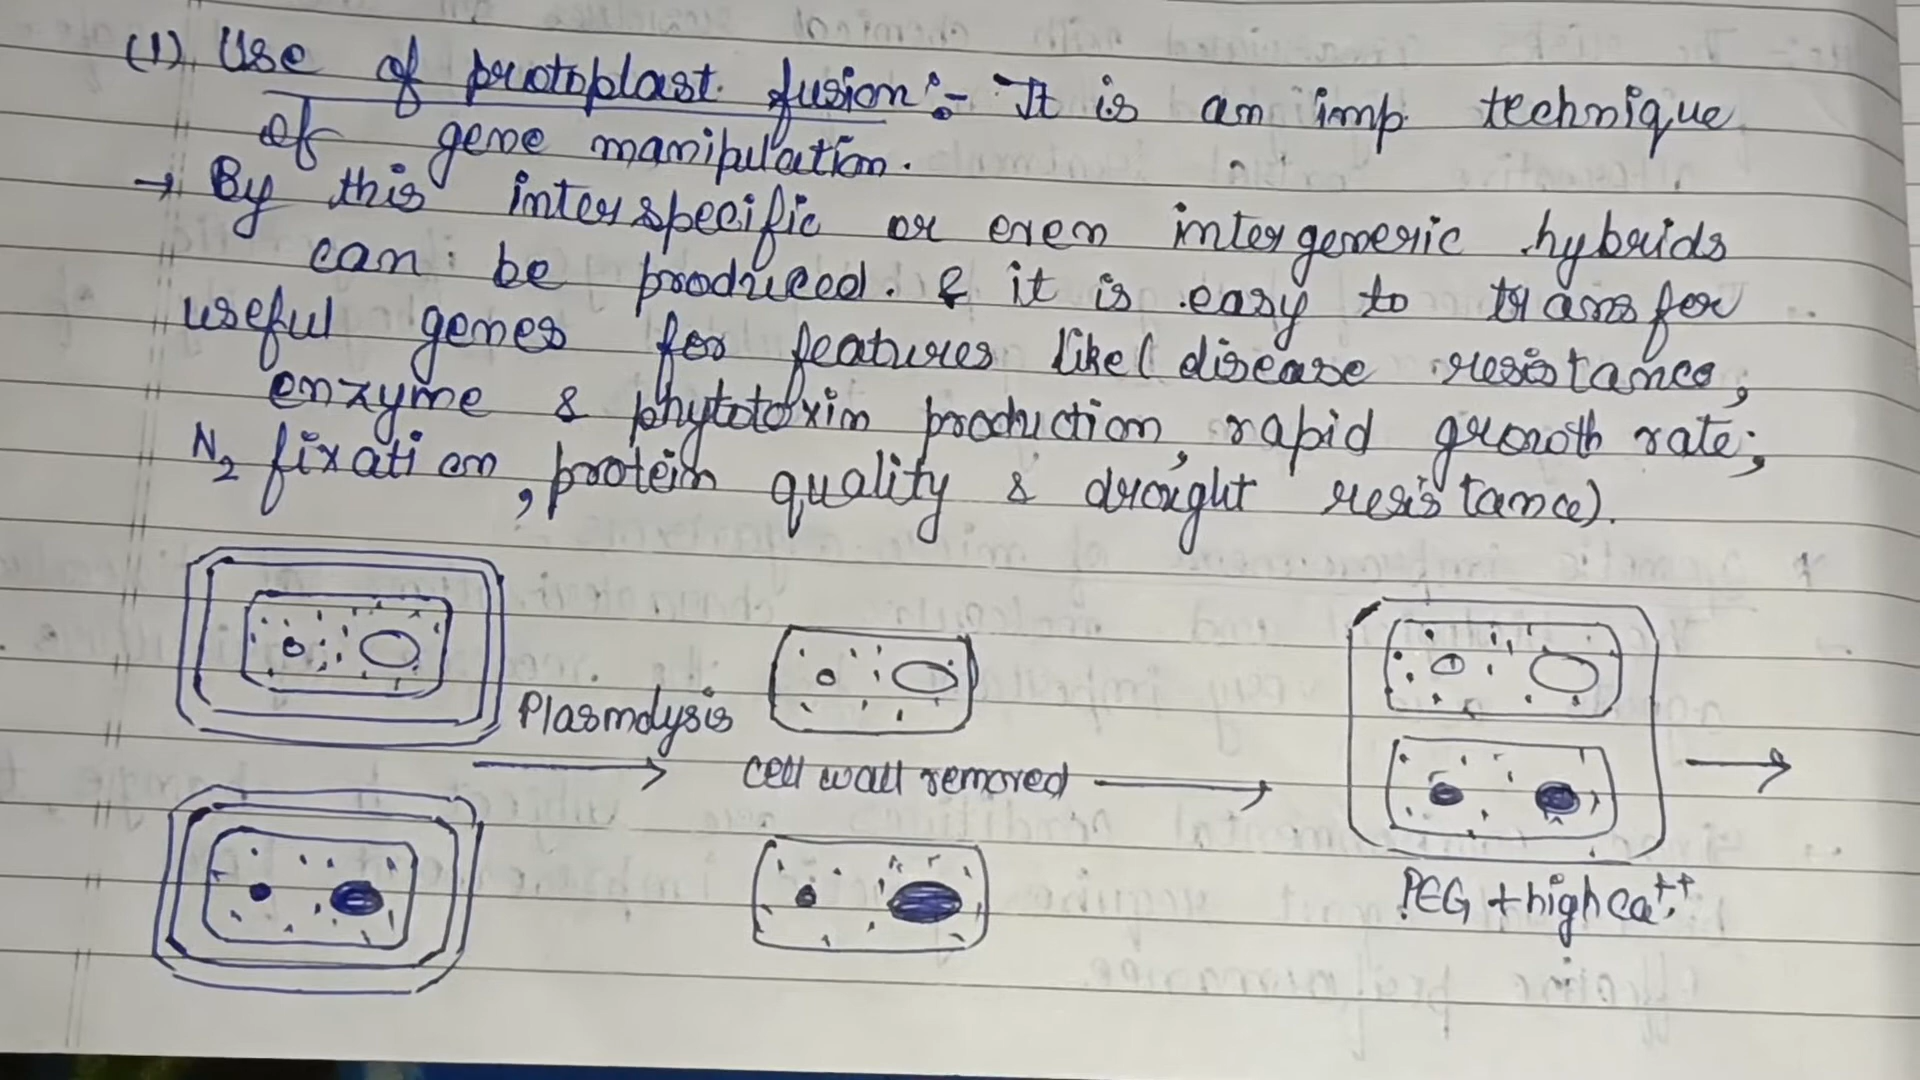 (1) Use of protoplast fusion:- It is an imp technique
of gene manipulation.
→ By this interspecific or even intergeneric hybrids
can be produced. & it is easy to transfer
useful genes for features like (disease resistance,
enzyme & phytotoxin production, rapid growth rate,
N2 fixation, protein quality & drought resistance).
Plasmolysis
cell wall removed
PEG + high ca++